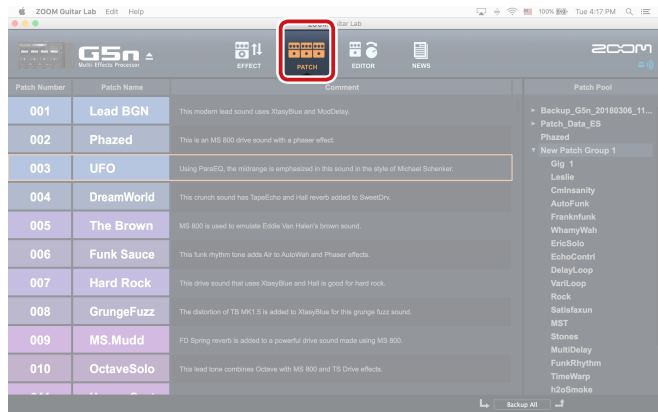 ZOOM Guitar Lab Edit Help 100% Tue 4:17 PM
itar Lab
G5n
Multi-Effects Processor
EFFECT PATCH EDITOR NEWS
ZOOM
Patch Number Patch Name Comment Patch Pool
001 Lead BGN This modern lead sound uses XtasyBlue and ModDelay.
002 Phazed This is an MS 800 drive sound with a phaser effect.
003 UFO Using ParaEQ, the midrange is emphasized in this sound in the style of Michael Schenker.
004 DreamWorld This crunch sound has TapeEcho and Hall reverb added to SweetDrv.
005 The Brown MS 800 is used to emulate Eddie Van Halen's brown sound.
006 Funk Sauce This funk rhythm tone adds Air to AutoWah and Phaser effects.
007 Hard Rock This drive sound that uses XtasyBlue and Hall is good for hard rock.
008 GrungeFuzz The distortion of TB MK1.5 is added to XtasyBlue for this grunge fuzz sound.
009 MS.Mudd FD Spring reverb is added to a powerful drive sound made using MS 800.
010 OctaveSolo This lead tone combines Octave with MS 800 and TS Drive effects.
Backup_G5n_20180306_11...
Patch_Data_ES
Phazed
New Patch Group 1
Gig 1
Leslie
CmInsanity
AutoFunk
Franknfunk
WhamyWah
EricSolo
EchoContrl
DelayLoop
VariLoop
Rock
Satisfaxun
MST
Stones
MultiDelay
FunkRhythm
TimeWarp
h2oSmoke
Backup All